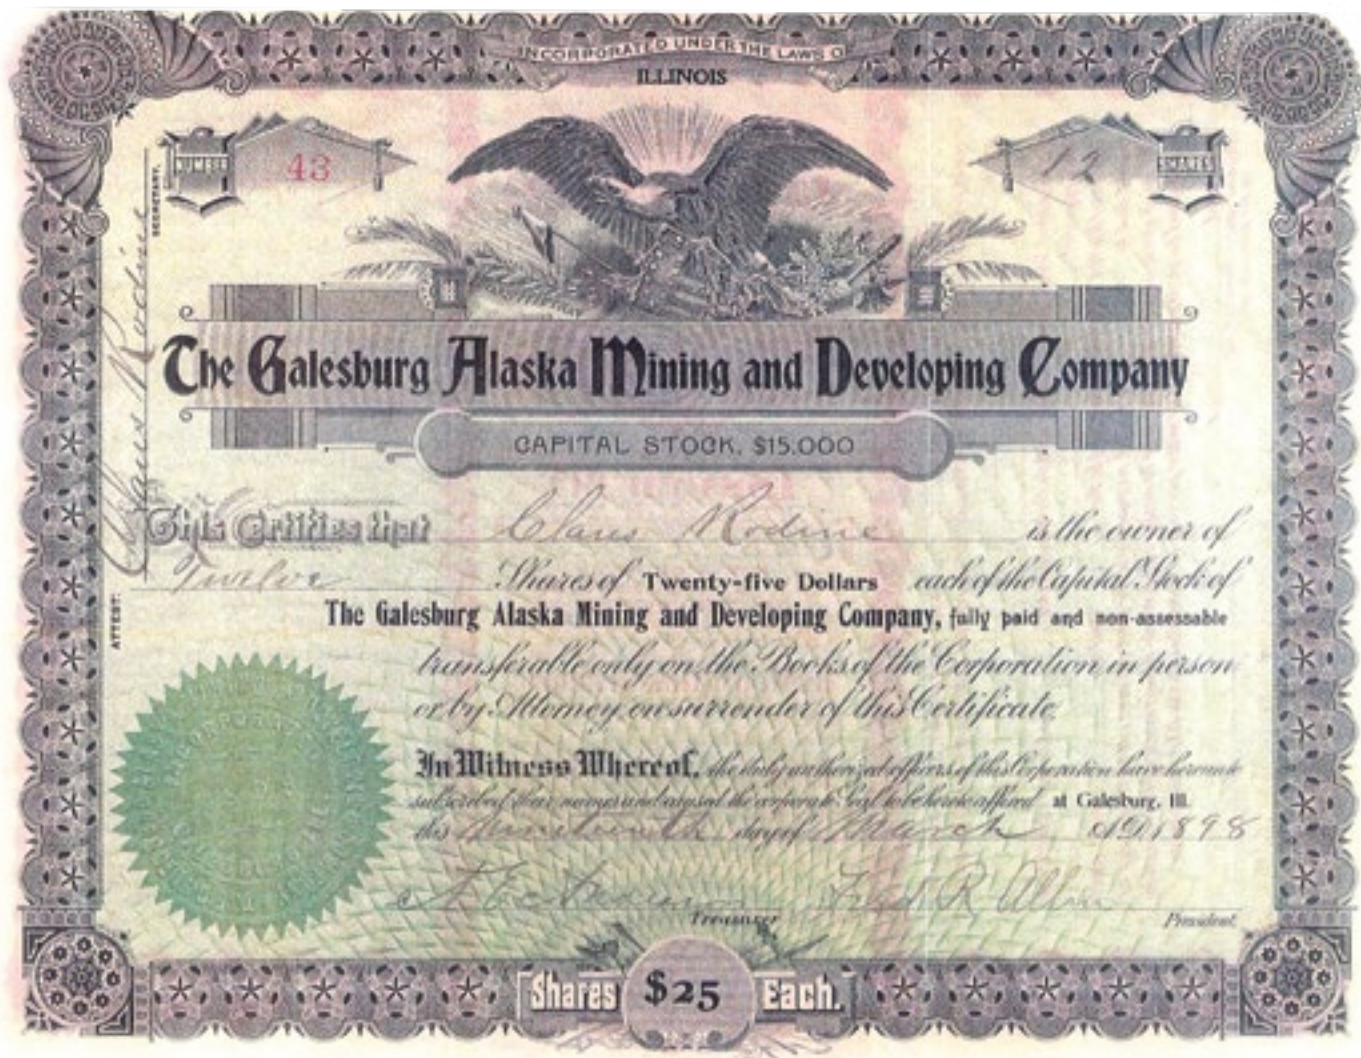 INCORPORATED UNDER THE LAWS O
ILLINOIS
NUMBER
43
12
SHARES
The Galesburg Alaska Mining and Developing Company
CAPITAL STOCK. $15.000
This Certifies that Claus Rodine is the owner of
Twelve Shares of Twenty-five Dollars each of the Capital Stock of
The Galesburg Alaska Mining and Developing Company, fully paid and non-assessable
transferable only on the Books of the Corporation in person
or by Attorney on surrender of this Certificate
In Witness Whereof, the duly authorized officers of this Corporation have hereunto
subscribed their names and caused the corporate Seal to be hereto affixed at Galesburg, Ill.
this nineteenth day of March A.D. 1898
Fred R. Allen
Treasurer
President
ATTEST:
Claus Rodine
SECRETARY.
Shares $25 Each.